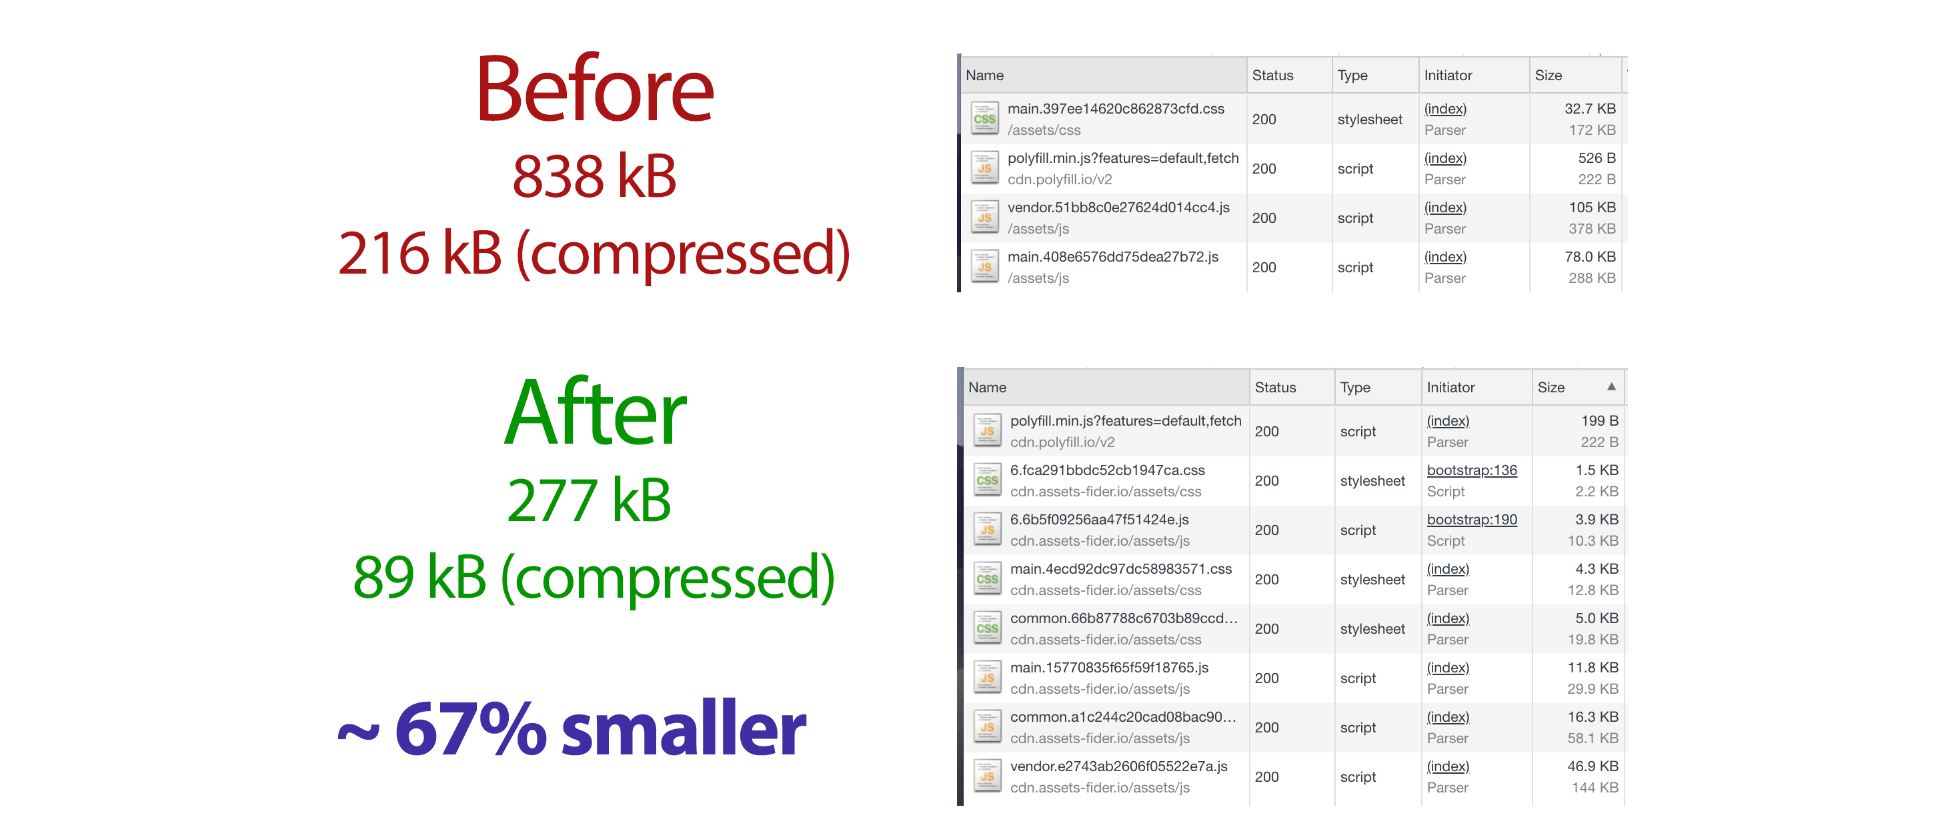 Before
838 kB
216 kB (compressed)
Name Status Type Initiator Size
main.397ee14620c862873cfd.css 200 stylesheet (index) 32.7 KB
/assets/css Parser 172 KB
polyfill.min.js?features=default,fetch 200 script (index) 526 B
cdn.polyfill.io/v2 Parser 222 B
vendor.51bb8c0e27624d014cc4.js 200 script (index) 105 KB
/assets/js Parser 378 KB
main.408e6576dd75dea27b72.js 200 script (index) 78.0 KB
/assets/js Parser 288 KB
After
277 kB
89 kB (compressed)
~ 67% smaller
Name Status Type Initiator Size ▲
polyfill.min.js?features=default,fetch 200 script (index) 199 B
cdn.polyfill.io/v2 Parser 222 B
6.fca291bbdc52cb1947ca.css 200 stylesheet bootstrap:136 1.5 KB
cdn.assets-fider.io/assets/css Script 2.2 KB
6.6b5f09256aa47f51424e.js 200 script bootstrap:190 3.9 KB
cdn.assets-fider.io/assets/js Script 10.3 KB
main.4ecd92dc97dc58983571.css 200 stylesheet (index) 4.3 KB
cdn.assets-fider.io/assets/css Parser 12.8 KB
common.66b87788c6703b89ccd... 200 stylesheet (index) 5.0 KB
cdn.assets-fider.io/assets/css Parser 19.8 KB
main.15770835f65f59f18765.js 200 script (index) 11.8 KB
cdn.assets-fider.io/assets/js Parser 29.9 KB
common.a1c244c20cad08bac90... 200 script (index) 16.3 KB
cdn.assets-fider.io/assets/js Parser 58.1 KB
vendor.e2743ab2606f05522e7a.js 200 script (index) 46.9 KB
cdn.assets-fider.io/assets/js Parser 144 KB